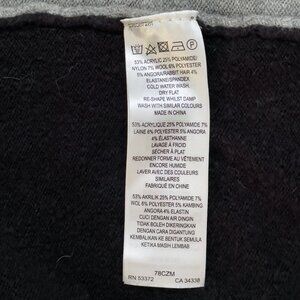 53% ACRYLIC 25% POLYAMIDE/
NYLON 7% WOOL 6% POLYESTER
5% ANGORA/RABBIT HAIR 4%
ELASTANE/SPANDEX
COLD WATER WASH
DRY FLAT
RE-SHAPE WHILST DAMP
WASH WITH SIMILAR COLOURS
MADE IN CHINA
53% ACRYLIQUE 25% POLYAMIDE 7%
LAINE 6% POLYESTER 5% ANGORA
4% ÉLASTHANNE
LAVAGE À FROID
SÉCHER À PLAT
REDONNER FORME AU VÊTEMENT
ENCORE HUMIDE
LAVER AVEC DES COULEURS
SIMILAIRES
FABRIQUÉ EN CHINE
53% AKRILIK 25% POLYAMIDE 7%
WOL 6% POLYESTER 5% KAMBING
ANGORA 4% ELASTIN
CUCI DENGAN AIR DINGIN
TIDAK BOLEH DIKERINGKAN
DENGAN CARA DIGANTUNG
KEMBALIKAN KE BENTUK SEMULA
KETIKA MASIH LEMBAB
78CZM
RN 53372 CA 34338